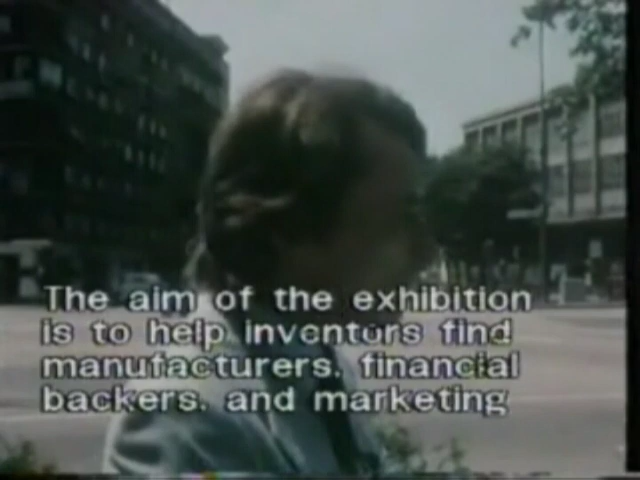 The aim of the exhibition
is to help inventors find
manufacturers, financial
backers, and marketing